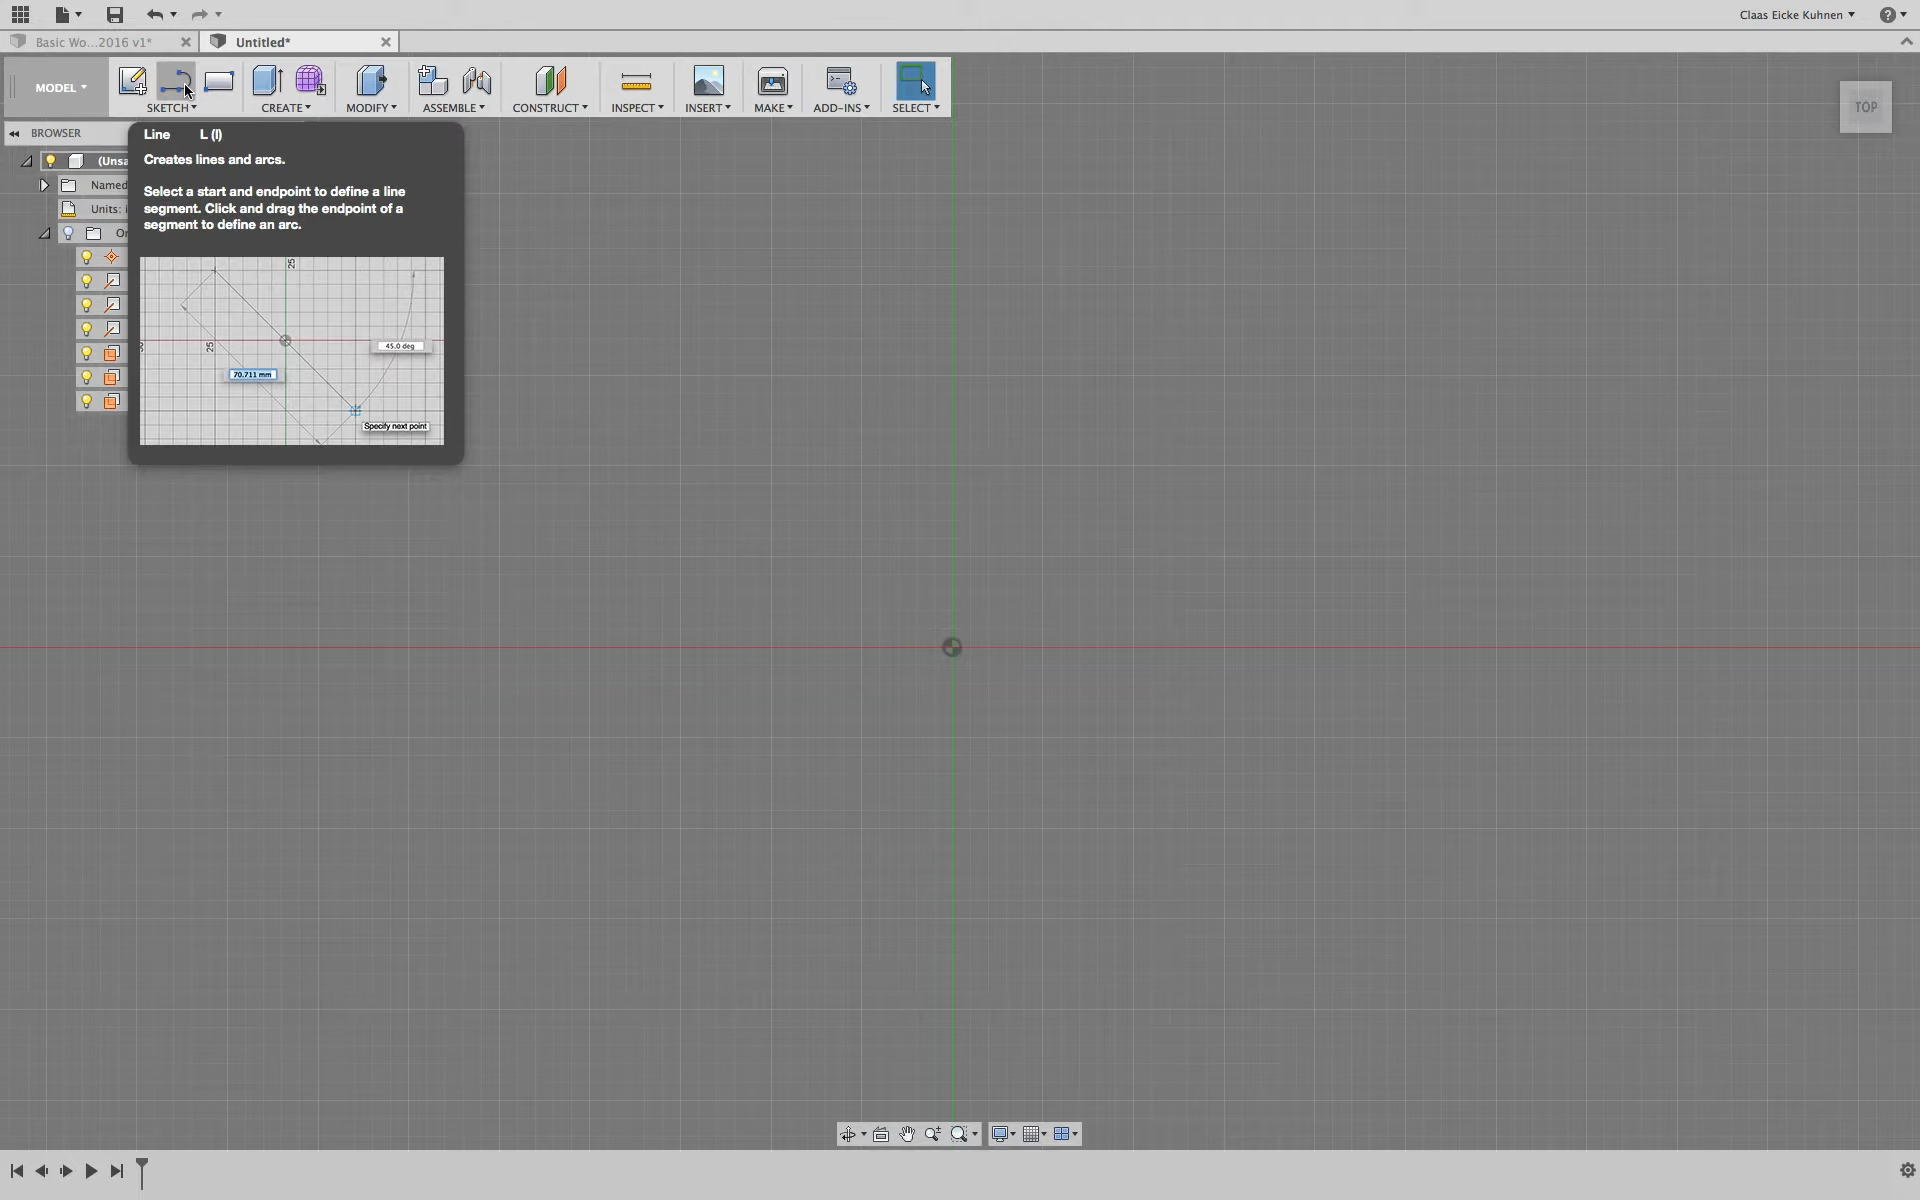 Claas Eicke Kuhnen
Basic Wo...2016 v1*
Untitled*
MODEL
SKETCH
CREATE
MODIFY
ASSEMBLE
CONSTRUCT
INSPECT
INSERT
MAKE
ADD-INS
SELECT
TOP
BROWSER
(Unsa
Named
Units: i
Or
Line L (l)
Creates lines and arcs.
Select a start and endpoint to define a line
segment. Click and drag the endpoint of a
segment to define an arc.
25
25
45.0 deg
70.711 mm
Specify next point